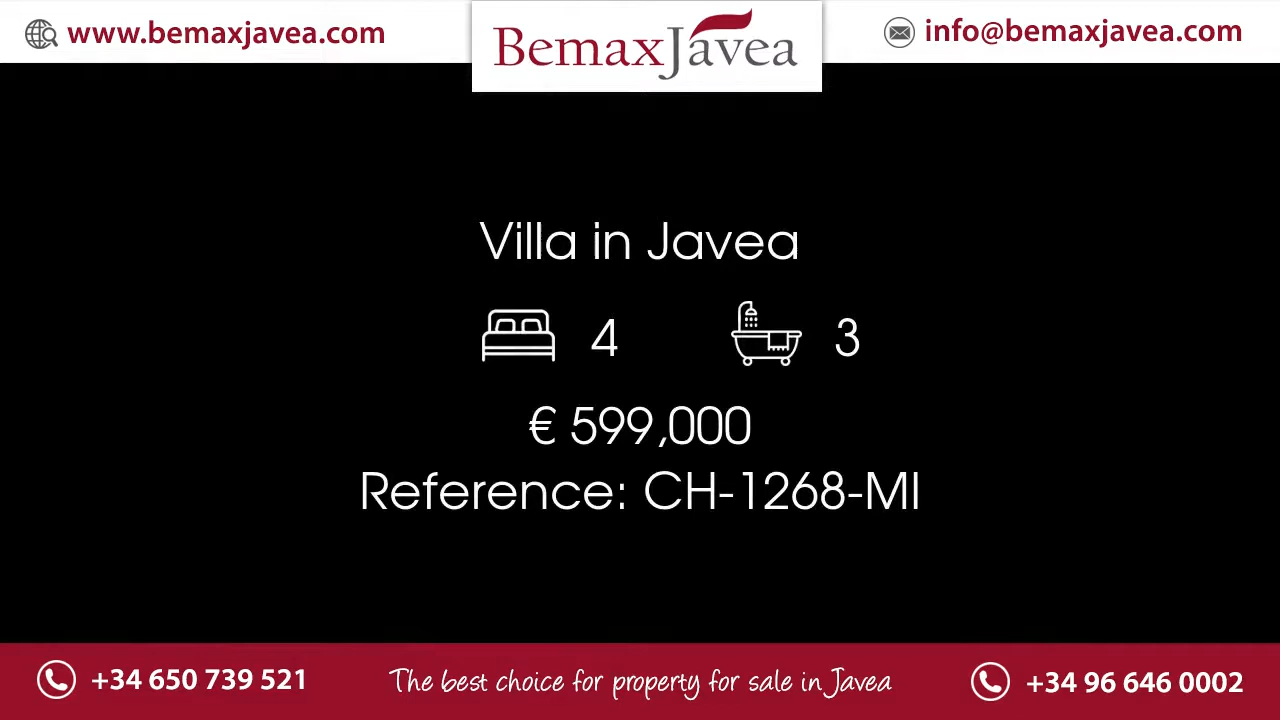 www.bemaxjavea.com
BemaxJavea
info@bemaxjavea.com
Villa in Javea
4 3
€ 599,000
Reference: CH-1268-MI
+34 650 739 521
The best choice for property for sale in Javea
+34 96 646 0002